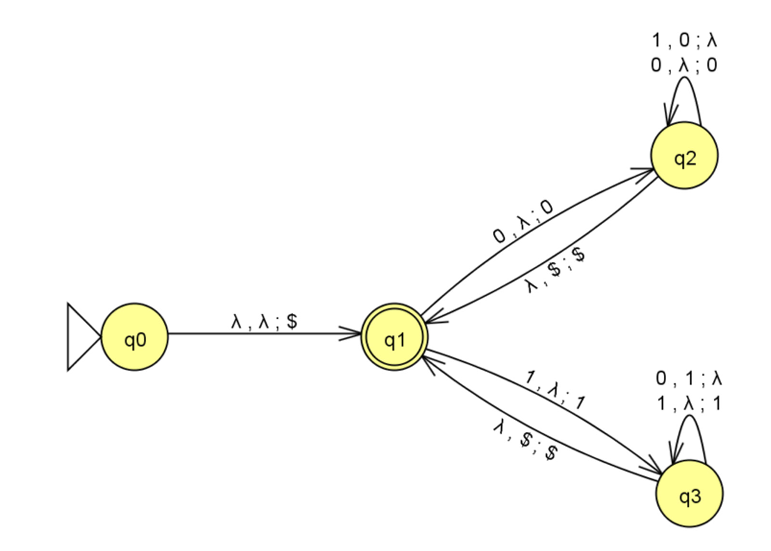 1 , 0 ; λ
0 , λ ; 0
q2
0 , λ ; 0
λ , $ ; $
λ , λ ; $
q0
q1
1 , λ ; 1
λ , $ ; $
0 , 1 ; λ
1 , λ ; 1
q3